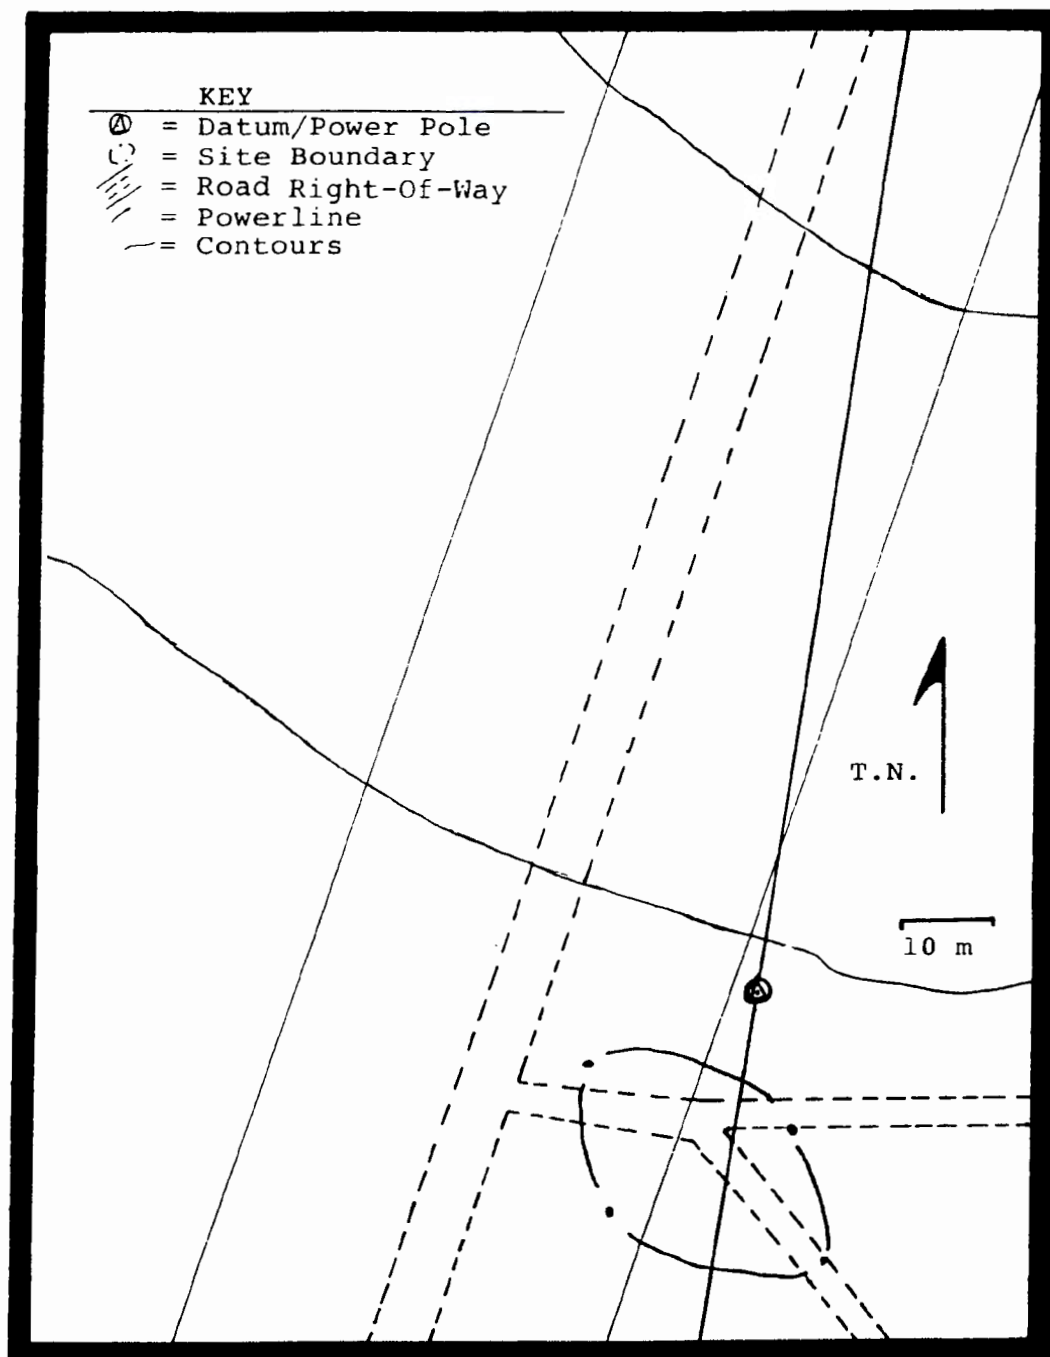 KEY
= Datum/Power Pole
= Site Boundary
= Road Right-Of-Way
= Powerline
= Contours
T.N.
10 m